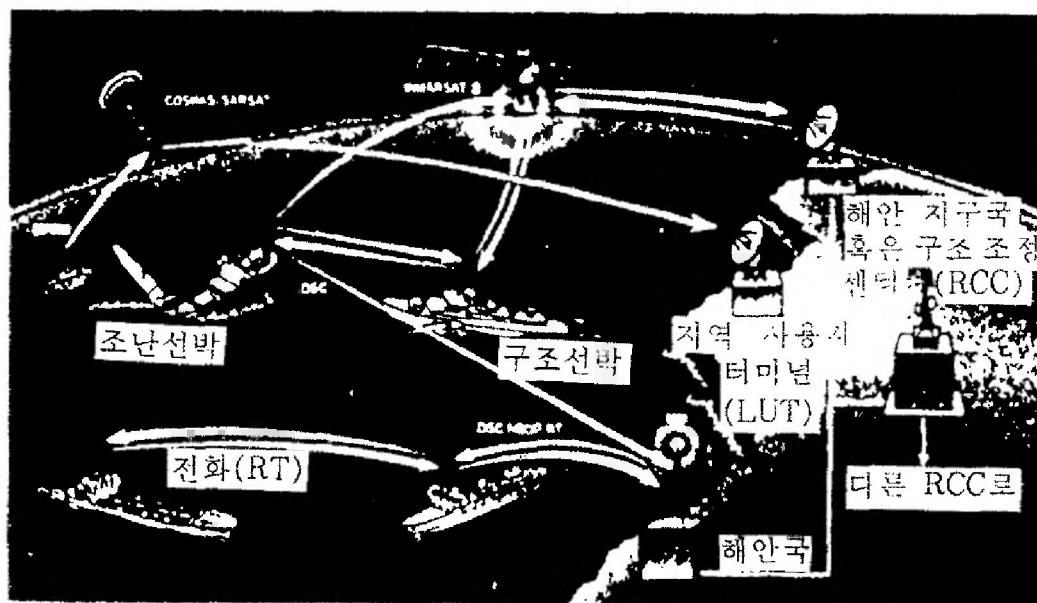 COSPAS-SARSAT
INMARSAT
해안 지구국
혹은 구조 조정
(RCC)
DSC
조난선박
구조선박
지역 사용자
터미널
(LUT)
전화(RT)
DSC RT
다른 RCC로
해안국